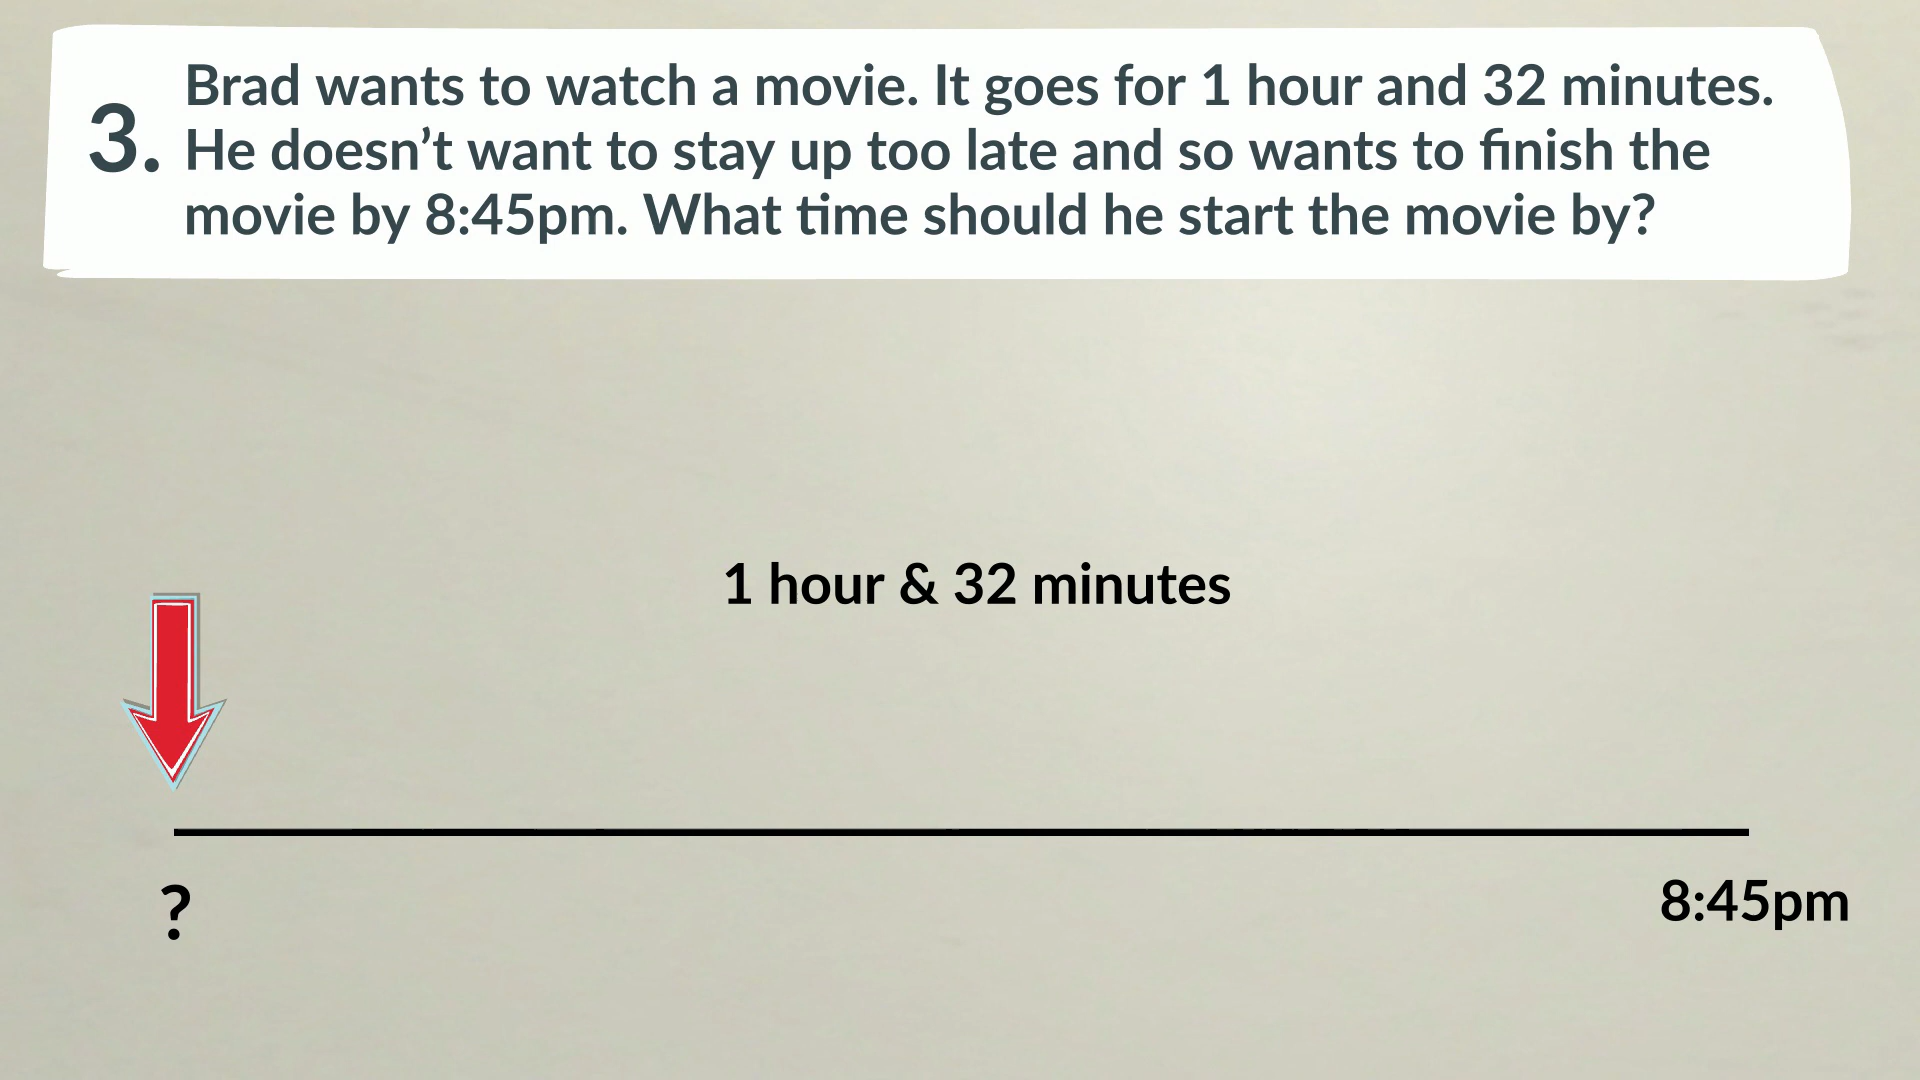 3.
Brad wants to watch a movie. It goes for 1 hour and 32 minutes.
He doesn’t want to stay up too late and so wants to finish the
movie by 8:45pm. What time should he start the movie by?
1 hour & 32 minutes
?
8:45pm